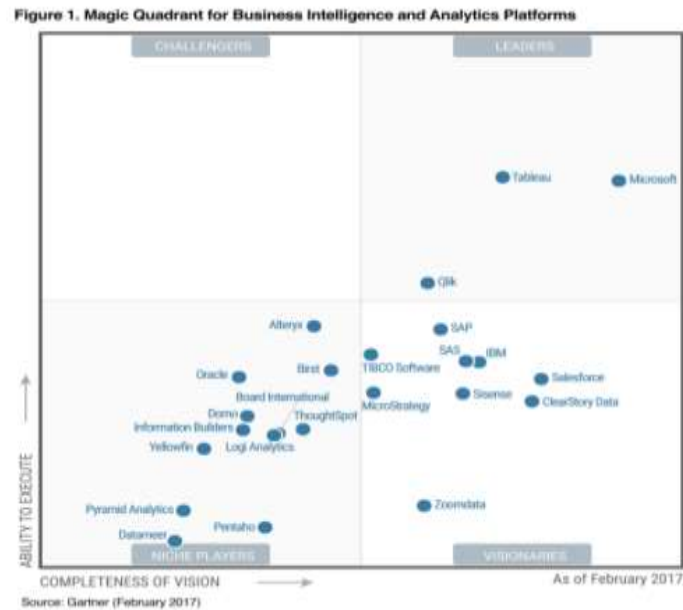 Figure 1. Magic Quadrant for Business Intelligence and Analytics Platforms
CHALLENGERS
LEADERS
Tableau
Microsoft
Qlik
Alteryx
SAP
SAS
IBM
TIBCO Software
Birst
Oracle
Salesforce
Board International
MicroStrategy
Sisense
ClearStory Data
Domo
ThoughtSpot
Information Builders
Yellowfin
Logi Analytics
Pyramid Analytics
Zoomdata
Pentaho
Datameer
NICHE PLAYERS
VISIONARIES
ABILITY TO EXECUTE
COMPLETENESS OF VISION
As of February 2017
Source: Gartner (February 2017)